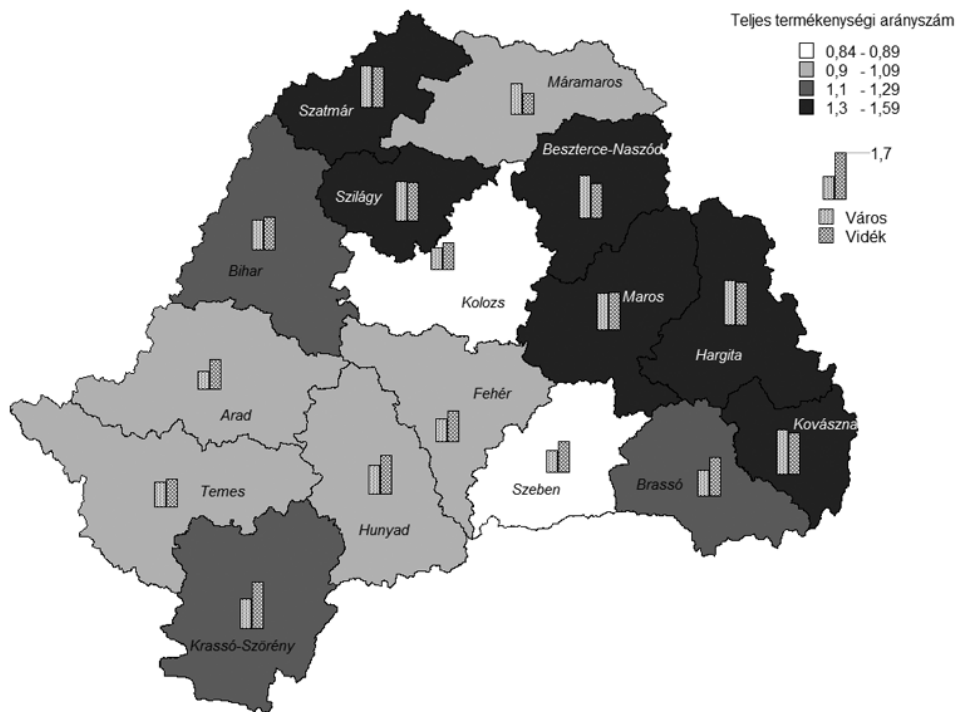 Teljes termékenységi arányszám
0,84 - 0,89
0,9 - 1,09
1,1 - 1,29
1,3 - 1,59
1,7
Város
Vidék
Máramaros
Szatmár
Beszterce-Naszód
Szilágy
Bihar
Kolozs
Maros
Hargita
Fehér
Arad
Kovászna
Temes
Szeben
Brassó
Hunyad
Krassó-Szörény